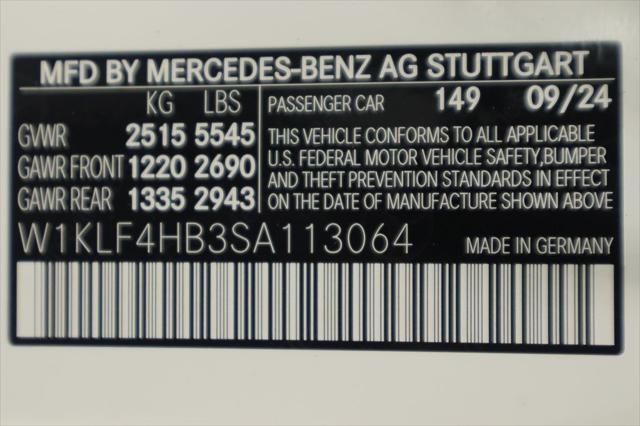 MFD BY MERCEDES-BENZ AG STUTTGART
KG LBS
GVWR 2515 5545
GAWR FRONT 1220 2690
GAWR REAR 1335 2943
PASSENGER CAR 149 09/24
THIS VEHICLE CONFORMS TO ALL APPLICABLE
U.S. FEDERAL MOTOR VEHICLE SAFETY,BUMPER
AND THEFT PREVENTION STANDARDS IN EFFECT
ON THE DATE OF MANUFACTURE SHOWN ABOVE
W1KLF4HB3SA113064 MADE IN GERMANY